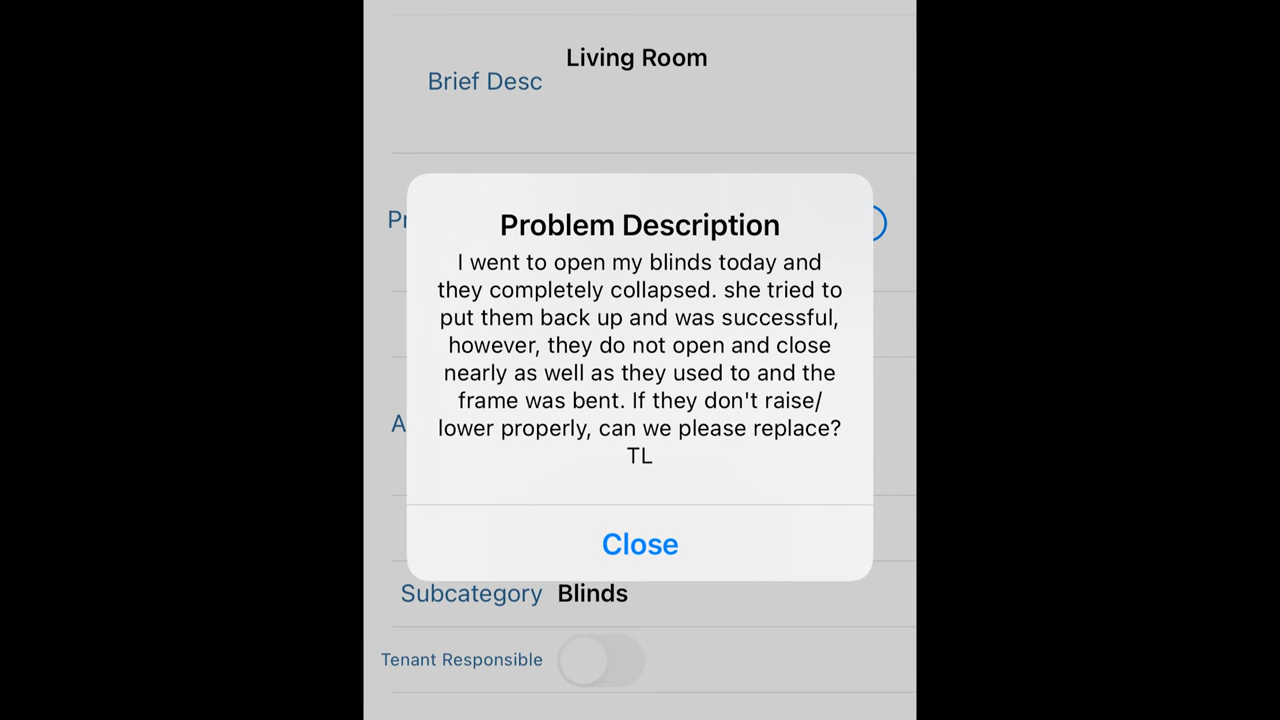 Living Room
Brief Desc
Pr
Problem Description
I went to open my blinds today and
they completely collapsed. she tried to
put them back up and was successful,
however, they do not open and close
nearly as well as they used to and the
frame was bent. If they don't raise/
lower properly, can we please replace?
TL
A
Close
Subcategory Blinds
Tenant Responsible